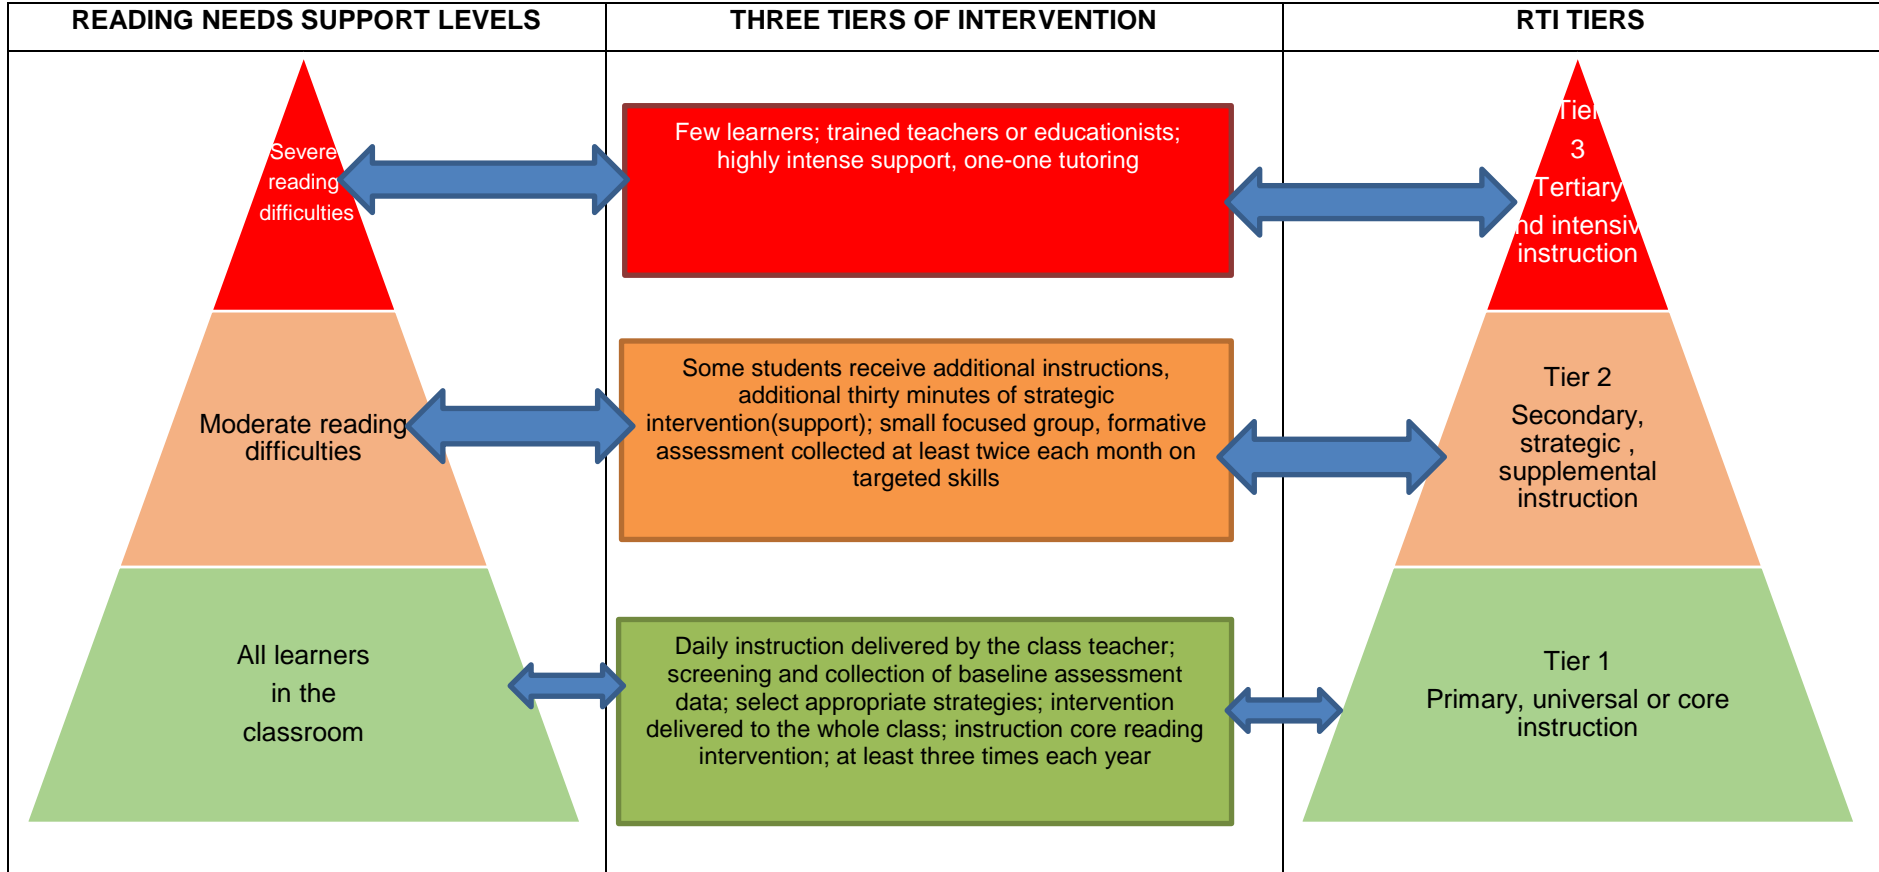 READING NEEDS SUPPORT LEVELS
THREE TIERS OF INTERVENTION
RTI TIERS
Severe
reading
difficulties
Few learners; trained teachers or educationists;
highly intense support, one-one tutoring
Tier
3
Tertiary
nd intensiv
instruction
Moderate reading
difficulties
Some students receive additional instructions,
additional thirty minutes of strategic
intervention(support); small focused group, formative
assessment collected at least twice each month on
targeted skills
Tier 2
Secondary,
strategic ,
supplemental
instruction
All learners
in the
classroom
Daily instruction delivered by the class teacher;
screening and collection of baseline assessment
data; select appropriate strategies; intervention
delivered to the whole class; instruction core reading
intervention; at least three times each year
Tier 1
Primary, universal or core
instruction